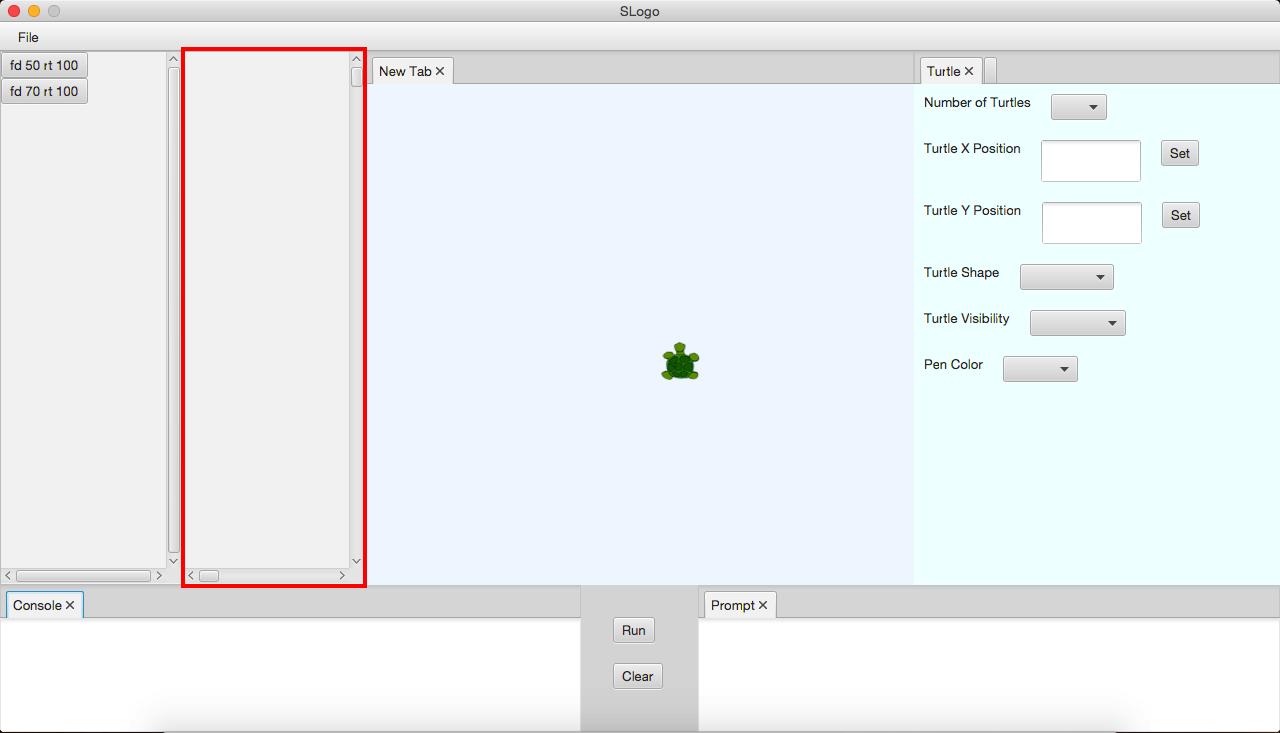 SLogo
File
fd 50 rt 100
fd 70 rt 100
New Tab
Turtle
Number of Turtles
Turtle X Position
Set
Turtle Y Position
Set
Turtle Shape
Turtle Visibility
Pen Color
Console
Run
Clear
Prompt